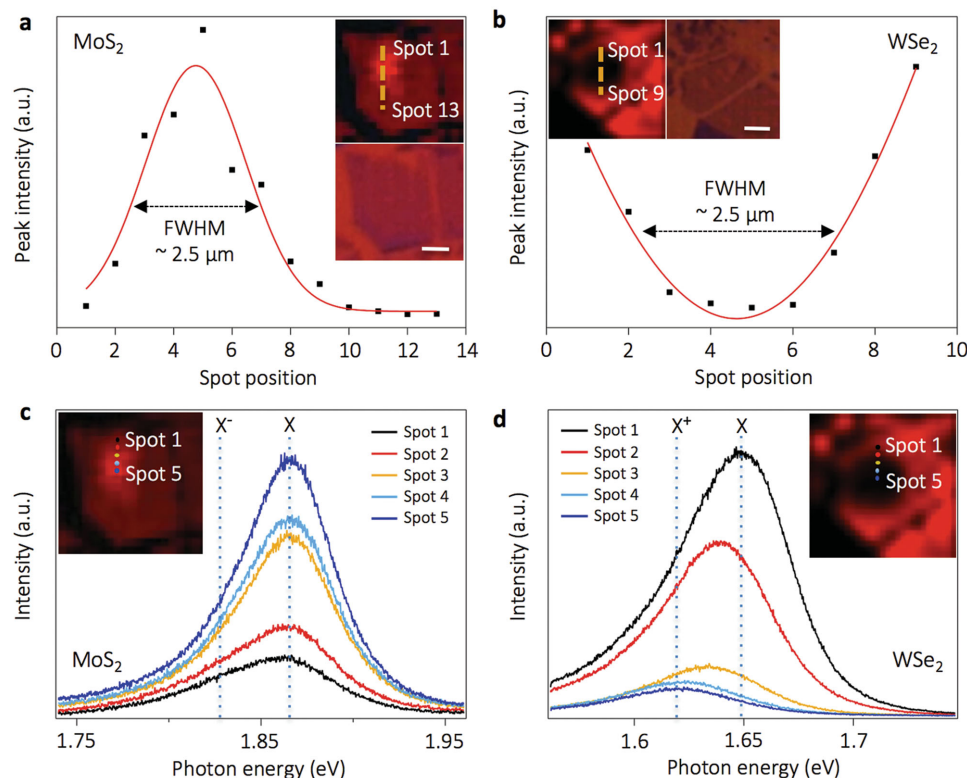 a
MoS₂
Peak intensity (a.u.)
Spot 1
Spot 13
FWHM
~ 2.5 µm
0 2 4 6 8 10 12 14
Spot position
b
WSe₂
Peak intensity (a.u.)
Spot 1
Spot 9
FWHM
~ 2.5 µm
0 2 4 6 8 10
Spot position
c
X⁻ X
Spot 1
Spot 5
Spot 1
Spot 2
Spot 3
Spot 4
Spot 5
MoS₂
Intensity (a.u.)
1.75 1.85 1.95
Photon energy (eV)
d
X⁺ X
Spot 1
Spot 2
Spot 3
Spot 4
Spot 5
Spot 1
Spot 5
WSe₂
Intensity (a.u.)
1.6 1.65 1.7
Photon energy (eV)